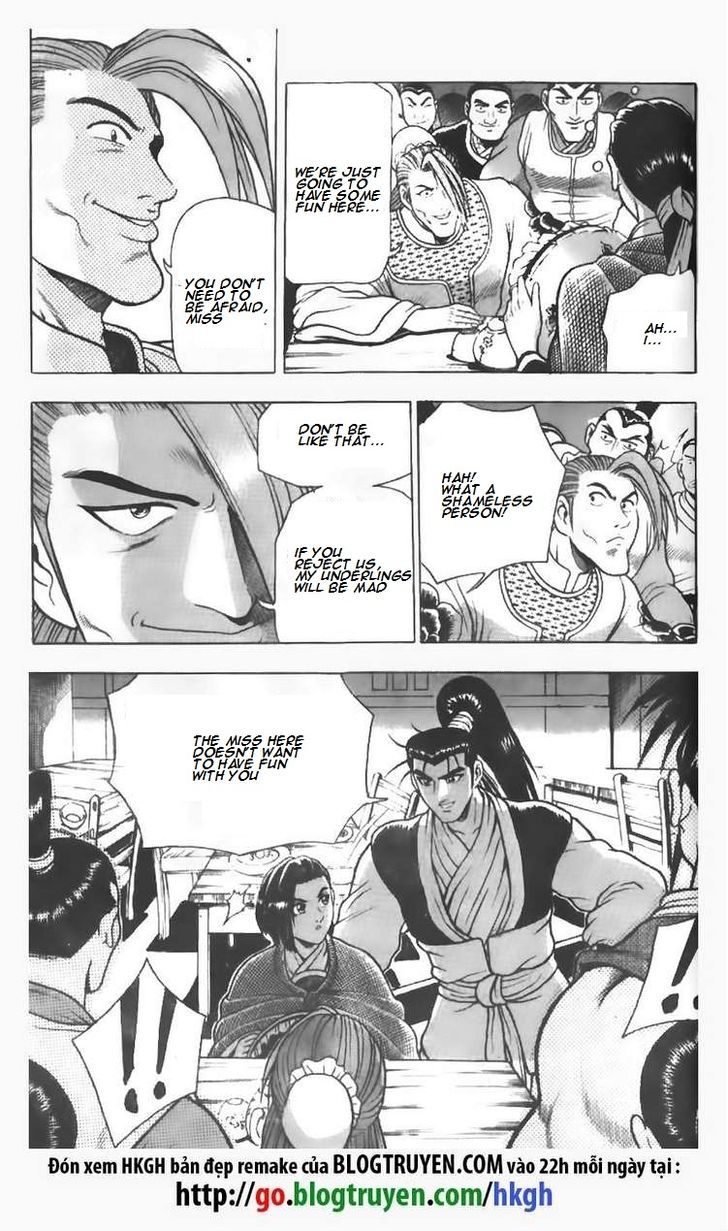 YOU DON'T
NEED TO
BE AFRAID,
MISS
WE'RE JUST
GOING TO
HAVE SOME
FUN HERE...
AH...
I...
DON'T BE
LIKE THAT...
IF YOU
REJECT US,
MY UNDERLINGS
WILL BE MAD
HAH!
WHAT A
SHAMELESS
PERSON!
THE MISS HERE
DOESN'T WANT
TO HAVE FUN
WITH YOU
!!
!!
Đón xem HKGH bản đẹp remake của BLOGTRUYEN.COM vào 22h mỗi ngày tại :
http://go.blogtruyen.com/hkgh